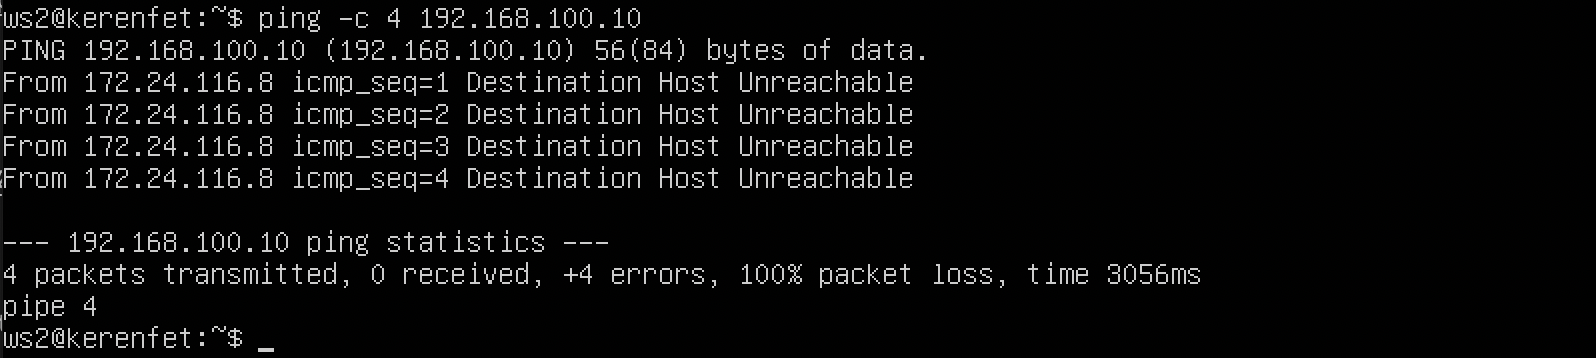 ws2@kerenfet:~$ ping -c 4 192.168.100.10
PING 192.168.100.10 (192.168.100.10) 56(84) bytes of data.
From 172.24.116.8 icmp_seq=1 Destination Host Unreachable
From 172.24.116.8 icmp_seq=2 Destination Host Unreachable
From 172.24.116.8 icmp_seq=3 Destination Host Unreachable
From 172.24.116.8 icmp_seq=4 Destination Host Unreachable

--- 192.168.100.10 ping statistics ---
4 packets transmitted, 0 received, +4 errors, 100% packet loss, time 3056ms
pipe 4
ws2@kerenfet:~$ _